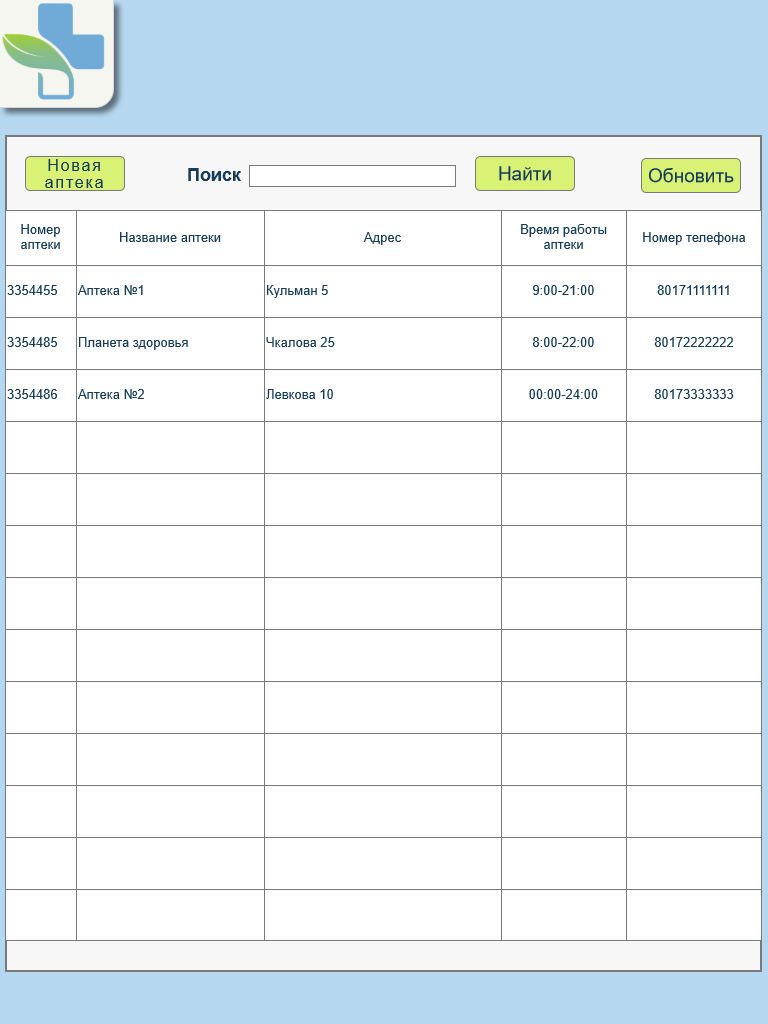 Новая
аптека
Поиск
Найти
Обновить
Номер
аптеки
Название аптеки
Адрес
Время работы
аптеки
Номер телефона
3354455 Аптека №1 Кульман 5 9:00-21:00 80171111111
3354485 Планета здоровья Чкалова 25 8:00-22:00 80172222222
3354486 Аптека №2 Левкова 10 00:00-24:00 80173333333